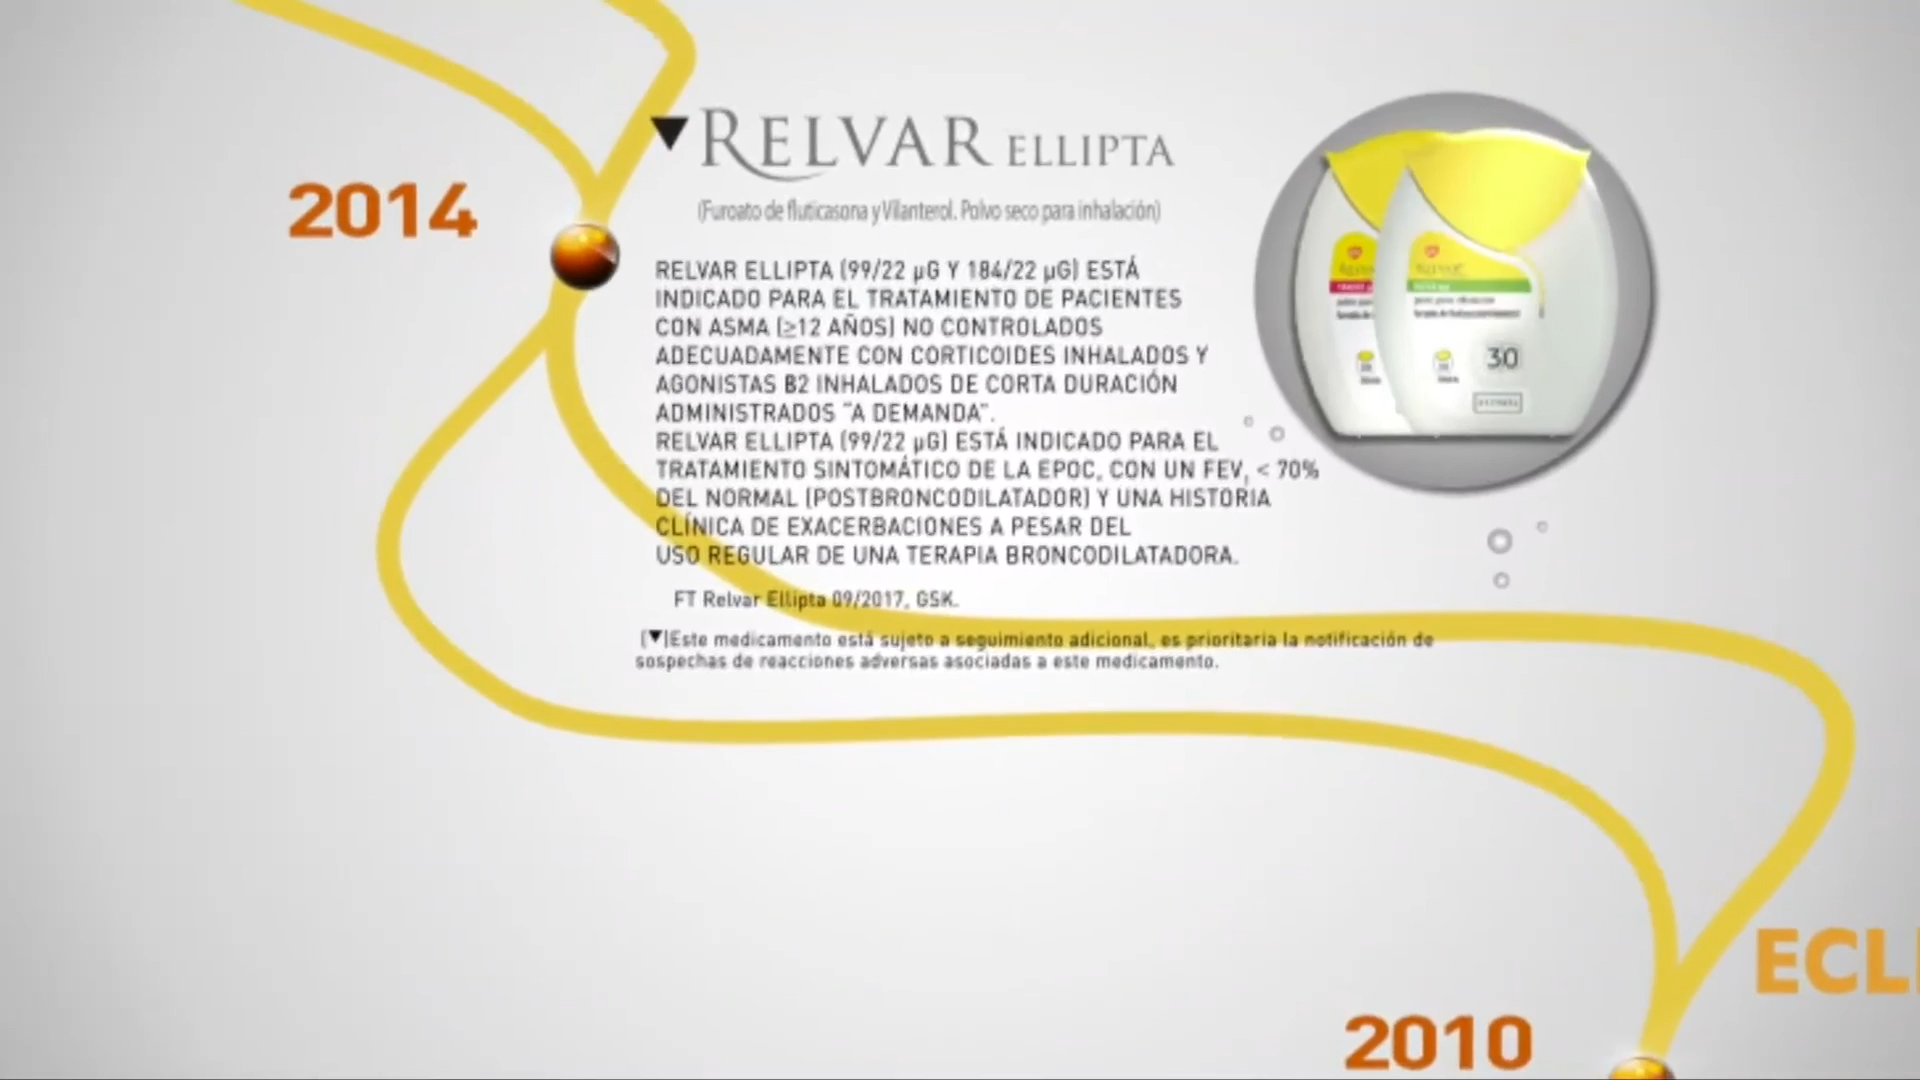 2014
▼RELVAR ELLIPTA
(Furoato de fluticasona y Vilanterol. Polvo seco para inhalación)
RELVAR ELLIPTA (99/22 µG Y 184/22 µG) ESTÁ
INDICADO PARA EL TRATAMIENTO DE PACIENTES
CON ASMA (≥12 AÑOS) NO CONTROLADOS
ADECUADAMENTE CON CORTICOIDES INHALADOS Y
AGONISTAS B2 INHALADOS DE CORTA DURACIÓN
ADMINISTRADOS "A DEMANDA".
RELVAR ELLIPTA (99/22 µG) ESTÁ INDICADO PARA EL
TRATAMIENTO SINTOMÁTICO DE LA EPOC, CON UN FEV₁ < 70%
DEL NORMAL (POSTBRONCODILATADOR) Y UNA HISTORIA
CLÍNICA DE EXACERBACIONES A PESAR DEL
USO REGULAR DE UNA TERAPIA BRONCODILATADORA.
FT Relvar Ellipta 09/2017, GSK.
(▼)Este medicamento está sujeto a seguimiento adicional, es prioritaria la notificación de
sospechas de reacciones adversas asociadas a este medicamento.
30
ECLI
2010